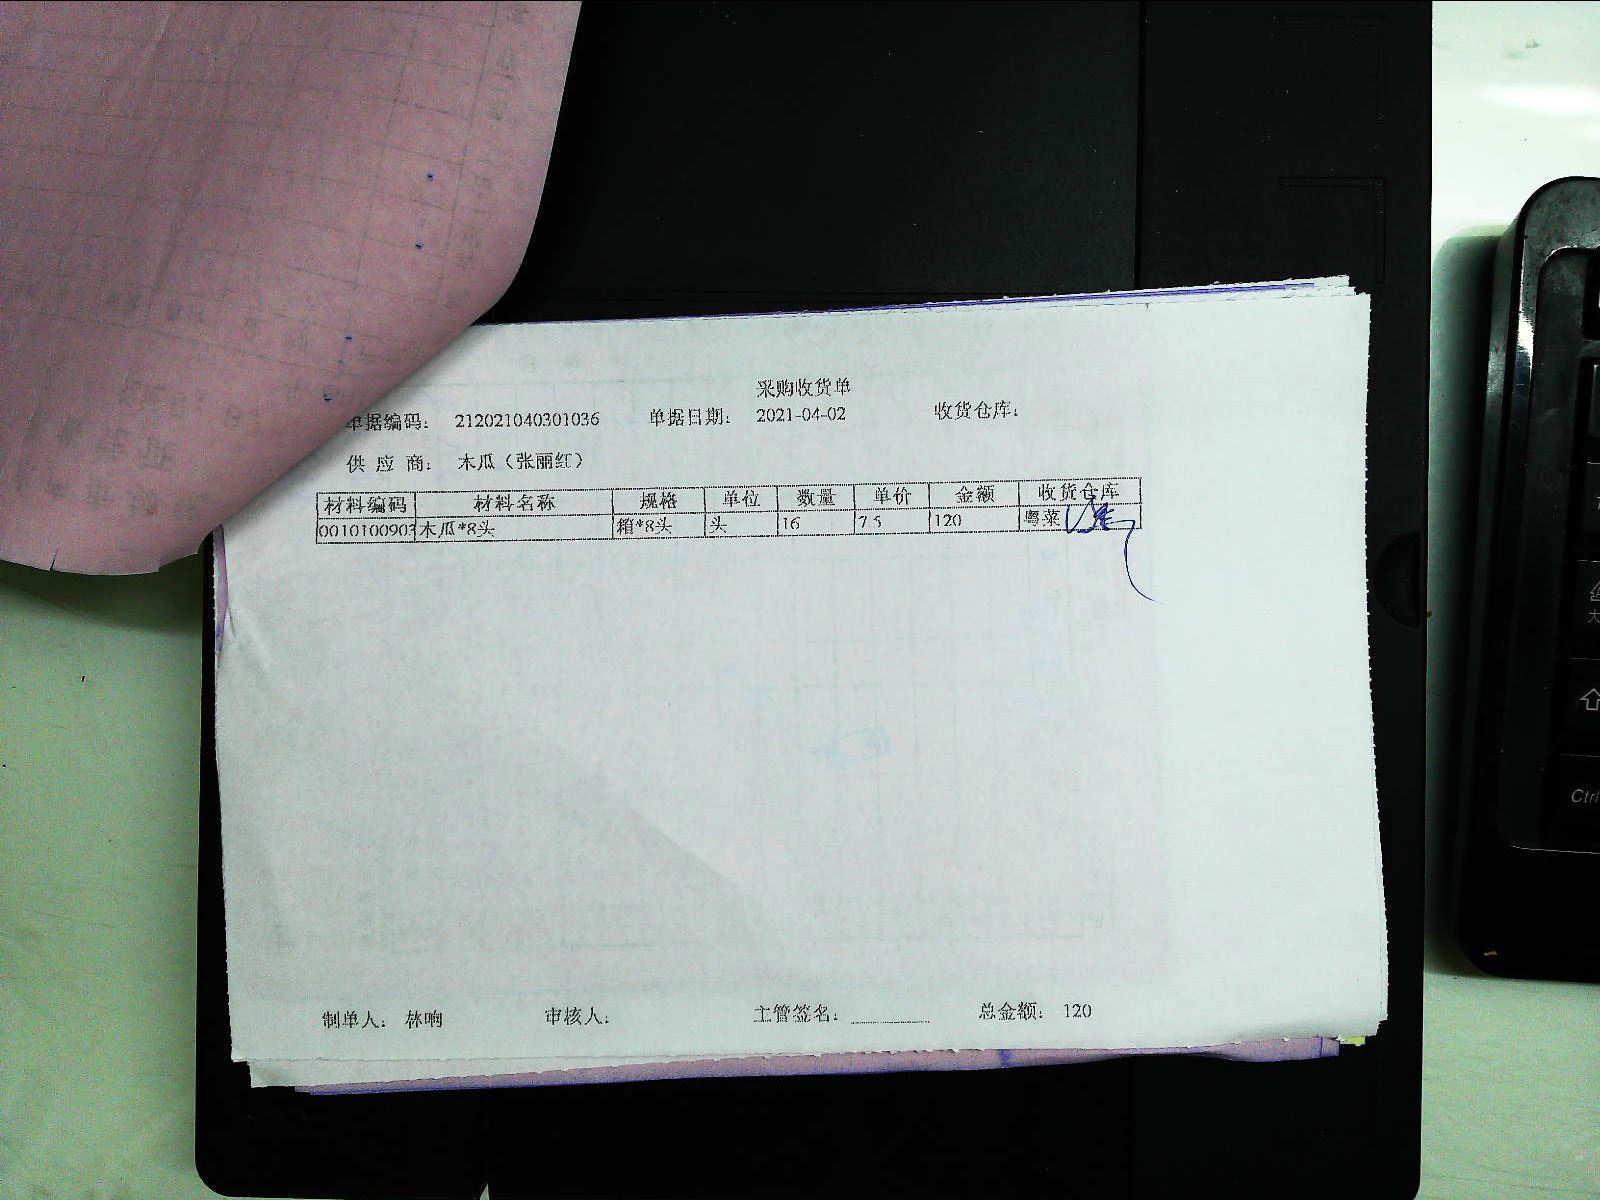 采购收货单
单据编码： 212021040301036 单据日期： 2021-04-02 收货仓库：
供 应 商： 木瓜（张丽红）
材料编码 材料名称 规格 单位 数量 单价 金额 收货仓库
0010100903 木瓜*8头 箱*8头 头 16 7.5 120 粤菜
制单人： 林响 审核人： 主管签名： 总金额： 120
Ctrl